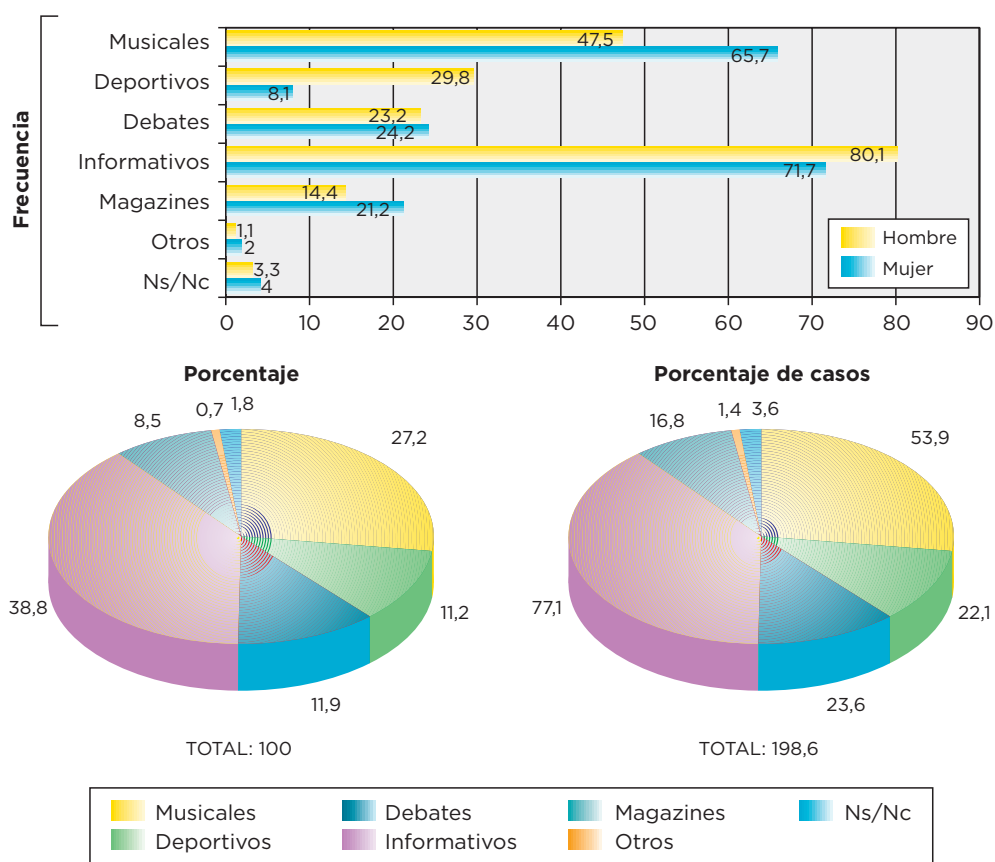 Frecuencia
Musicales
47,5
65,7
Deportivos
29,8
8,1
Debates
23,2
24,2
Informativos
80,1
71,7
Magazines
14,4
21,2
Otros
1,1
2
Ns/Nc
3,3
4
Hombre
Mujer
0 10 20 30 40 50 60 70 80 90
Porcentaje
8,5
0,7
1,8
27,2
38,8
11,2
11,9
TOTAL: 100
Porcentaje de casos
16,8
1,4
3,6
53,9
77,1
22,1
23,6
TOTAL: 198,6
Musicales Debates Magazines Ns/Nc
Deportivos Informativos Otros